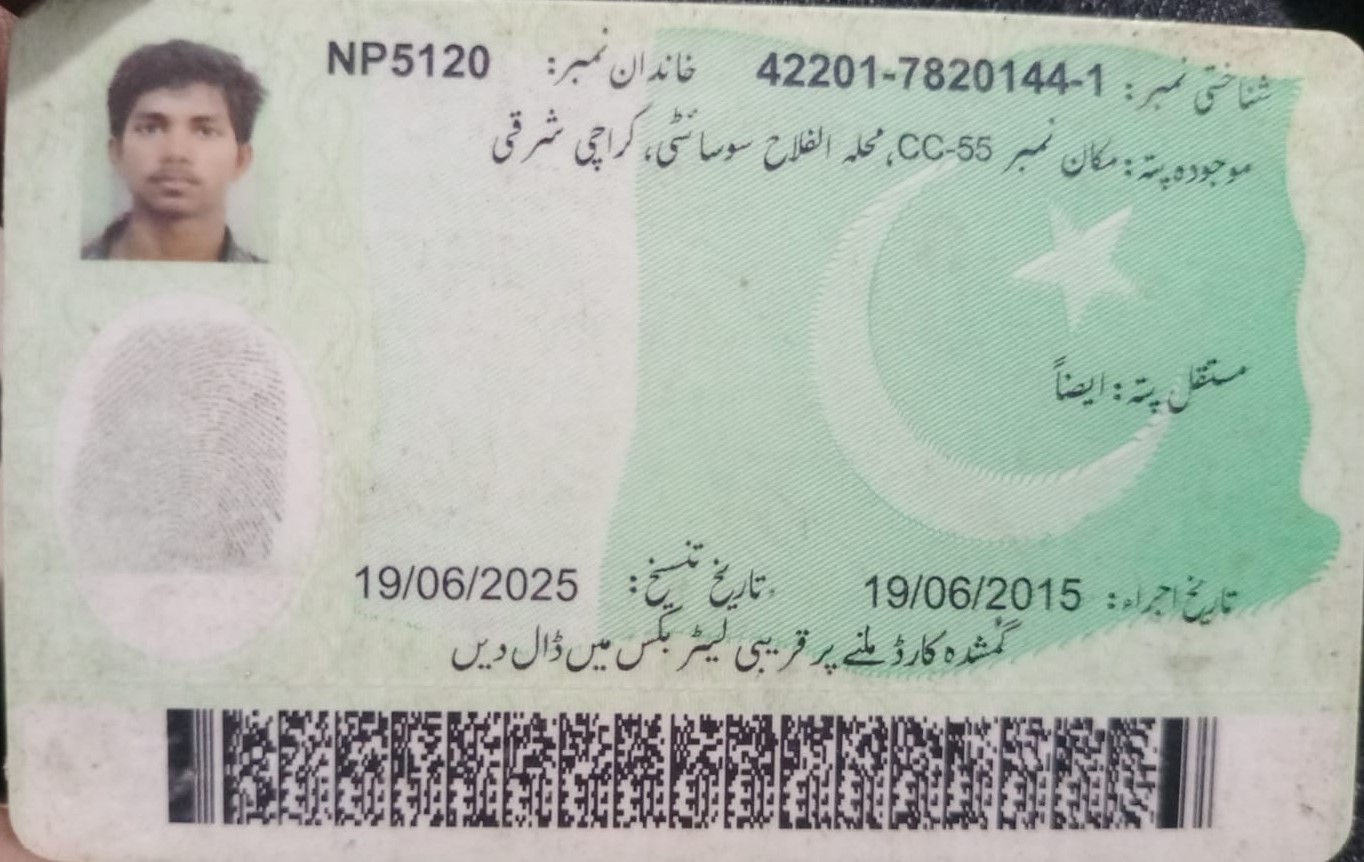 شناختی نمبر: 42201-7820144-1 خاندان نمبر: NP5120
موجودہ پتہ: مکان نمبر CC-55، محلہ الفلاح سوسائٹی، کراچی شرقی
مستقل پتہ: ایضاً
تاریخ اجراء: 19/06/2015 تاریخ تنسیخ: 19/06/2025
گمشدہ کارڈ ملنے پر قریبی لیٹر بکس میں ڈال دیں